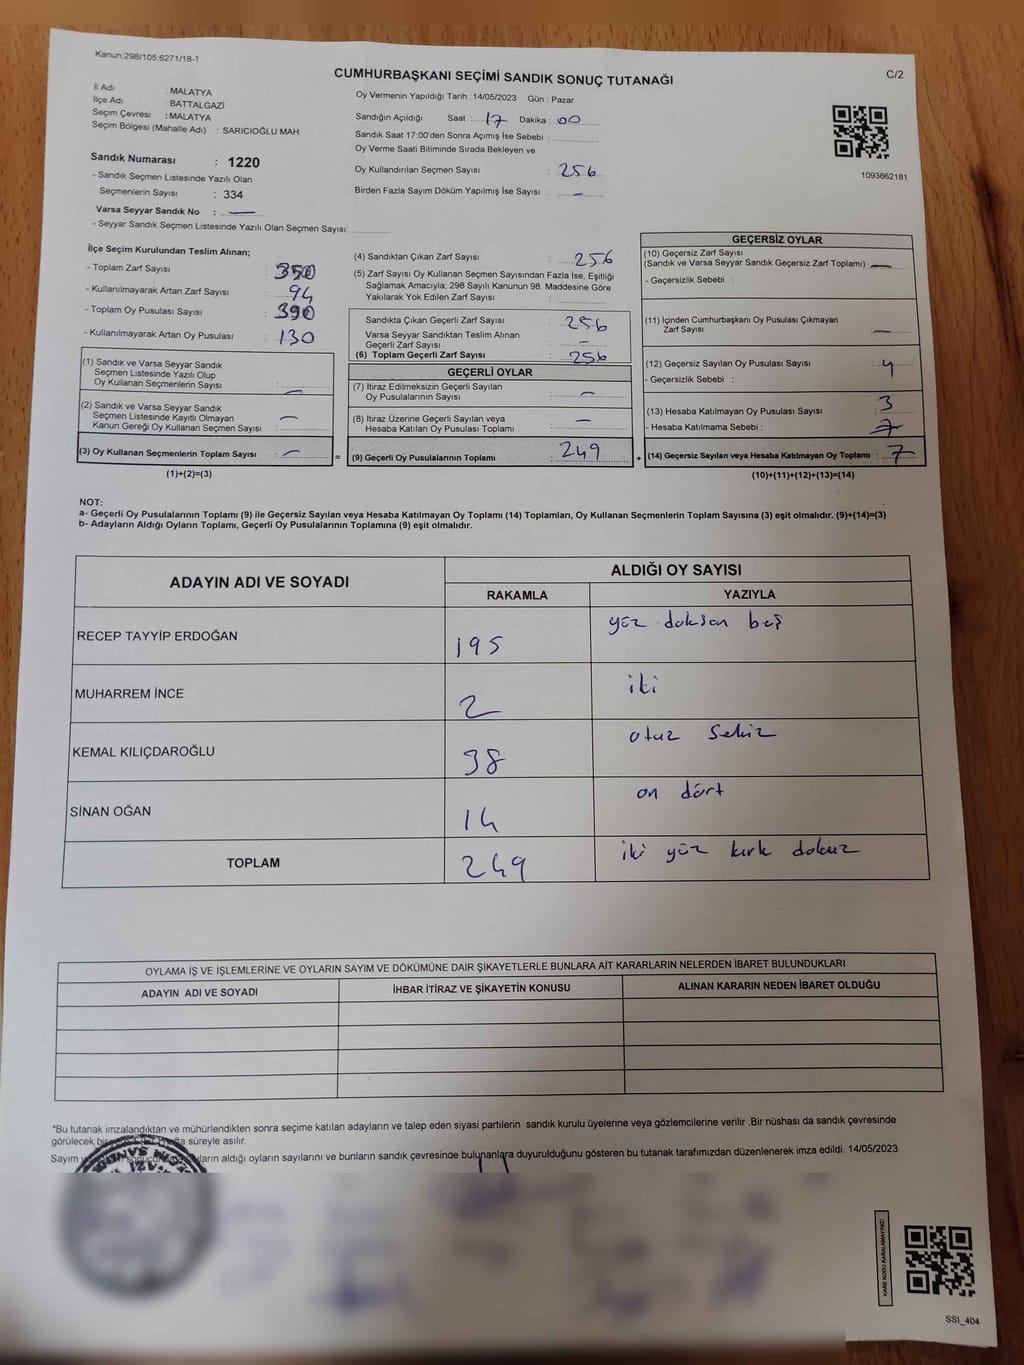 Kanun:298/105;6271/18-1
C/2
CUMHURBAŞKANI SEÇİMİ SANDIK SONUÇ TUTANAĞI
İl Adı : MALATYA
İlçe Adı : BATTALGAZİ
Seçim Çevresi : MALATYA
Seçim Bölgesi (Mahalle Adı) : SARICIOĞLU MAH.
Sandık Numarası : 1220
- Sandık Seçmen Listesinde Yazılı Olan
Seçmenlerin Sayısı : 334
Varsa Seyyar Sandık No : —
- Seyyar Sandık Seçmen Listesinde Yazılı Olan Seçmen Sayısı:
Oy Vermenin Yapıldığı Tarih : 14/05/2023 Gün : Pazar
Sandığın Açıldığı Saat : 17 Dakika : 00
Sandık Saat 17:00'den Sonra Açımış İse Sebebi :
Oy Verme Saati Bitiminde Sırada Bekleyen ve
Oy Kullandırılan Seçmen Sayısı : 256
Birden Fazla Sayım Döküm Yapılmış İse Sayısı : —
1093662181
İlçe Seçim Kurulundan Teslim Alınan;
- Toplam Zarf Sayısı : 350
- Kullanılmayarak Artan Zarf Sayısı : 94
- Toplam Oy Pusulası Sayısı : 390
- Kullanılmayarak Artan Oy Pusulası : 130
(1) Sandık ve Varsa Seyyar Sandık
Seçmen Listesinde Yazılı Olup
Oy Kullanan Seçmenlerin Sayısı : —
(2) Sandık ve Varsa Seyyar Sandık
Seçmen Listesinde Kayıtlı Olmayan
Kanun Gereği Oy Kullanan Seçmen Sayısı : —
(3) Oy Kullanan Seçmenlerin Toplam Sayısı : —
(1)+(2)=(3)
=
(4) Sandıktan Çıkan Zarf Sayısı : 256
(5) Zarf Sayısı Oy Kullanan Seçmen Sayısından Fazla İse, Eşitliği
Sağlamak Amacıyla; 298 Sayılı Kanunun 98. Maddesine Göre
Yakılarak Yok Edilen Zarf Sayısı :
Sandıkta Çıkan Geçerli Zarf Sayısı : 256
Varsa Seyyar Sandıktan Teslim Alınan
Geçerli Zarf Sayısı : —
(6) Toplam Geçerli Zarf Sayısı : 256
GEÇERLİ OYLAR
(7) İtiraz Edilmeksizin Geçerli Sayılan
Oy Pusulalarının Sayısı : —
(8) İtiraz Üzerine Geçerli Sayılan veya
Hesaba Katılan Oy Pusulası Toplamı : —
(9) Geçerli Oy Pusulalarının Toplamı : 249
+
GEÇERSİZ OYLAR
(10) Geçersiz Zarf Sayısı
(Sandık ve Varsa Seyyar Sandık Geçersiz Zarf Toplamı) : —
- Geçersizlik Sebebi :
(11) İçinden Cumhurbaşkanı Oy Pusulası Çıkmayan
Zarf Sayısı : —
(12) Geçersiz Sayılan Oy Pusulası Sayısı : 4
- Geçersizlik Sebebi :
(13) Hesaba Katılmayan Oy Pusulası Sayısı : 3
- Hesaba Katılmama Sebebi : 7
(14) Geçersiz Sayılan veya Hesaba Katılmayan Oy Toplamı : 7
(10)+(11)+(12)+(13)=(14)
NOT:
a- Geçerli Oy Pusulalarının Toplamı (9) ile Geçersiz Sayılan veya Hesaba Katılmayan Oy Toplamı (14) Toplamları, Oy Kullanan Seçmenlerin Toplam Sayısına (3) eşit olmalıdır. (9)+(14)=(3)
b- Adayların Aldığı Oyların Toplamı, Geçerli Oy Pusulalarının Toplamına (9) eşit olmalıdır.
ADAYIN ADI VE SOYADI ALDIĞI OY SAYISI
RAKAMLA YAZIYLA
RECEP TAYYİP ERDOĞAN 195 yüz doksan beş
MUHARREM İNCE 2 iki
KEMAL KILIÇDAROĞLU 38 otuz sekiz
SİNAN OĞAN 14 on dört
TOPLAM 249 iki yüz kırk dokuz
OYLAMA İŞ VE İŞLEMLERİNE VE OYLARIN SAYIM VE DÖKÜMÜNE DAİR ŞİKAYETLERLE BUNLARA AİT KARARLARIN NELERDEN İBARET BULUNDUKLARI
ADAYIN ADI VE SOYADI İHBAR İTİRAZ VE ŞİKAYETİN KONUSU ALINAN KARARIN NEDEN İBARET OLDUĞU
*Bu tutanak imzalandıktan ve mühürlendikten sonra seçime katılan adayların ve talep eden siyasi partilerin sandık kurulu üyelerine veya gözlemcilerine verilir .Bir nüshası da sandık çevresinde
görülecek süreyle asılır.
Sayım aldığı oyların sayılarını ve bunların sandık çevresinde bulunanlara duyurulduğunu gösteren bu tutanak tarafımızdan düzenlenerek imza edildi. 14/05/2023
KARE KODU KARALAMAYINIZ!
SSI_404